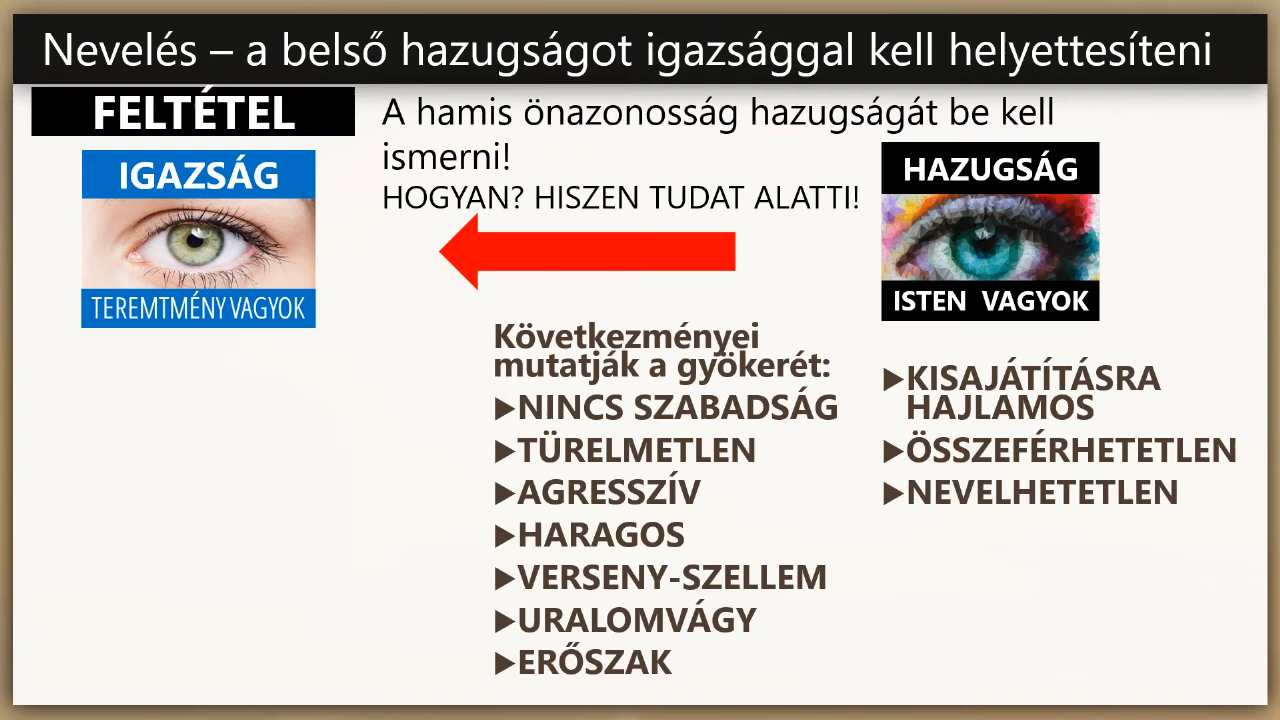 Nevelés – a belső hazugságot igazsággal kell helyettesíteni
FELTÉTEL
A hamis önazonosság hazugságát be kell
ismerni!
HOGYAN? HISZEN TUDAT ALATTI!
IGAZSÁG
TEREMTMÉNY VAGYOK
HAZUGSÁG
ISTEN VAGYOK
Következményei
mutatják a gyökerét:
▶NINCS SZABADSÁG
▶TÜRELMETLEN
▶AGRESSZÍV
▶HARAGOS
▶VERSENY-SZELLEM
▶URALOMVÁGY
▶ERŐSZAK
▶KISAJÁTÍTÁSRA
HAJLAMOS
▶ÖSSZEFÉRHETETLEN
▶NEVELHETETLEN